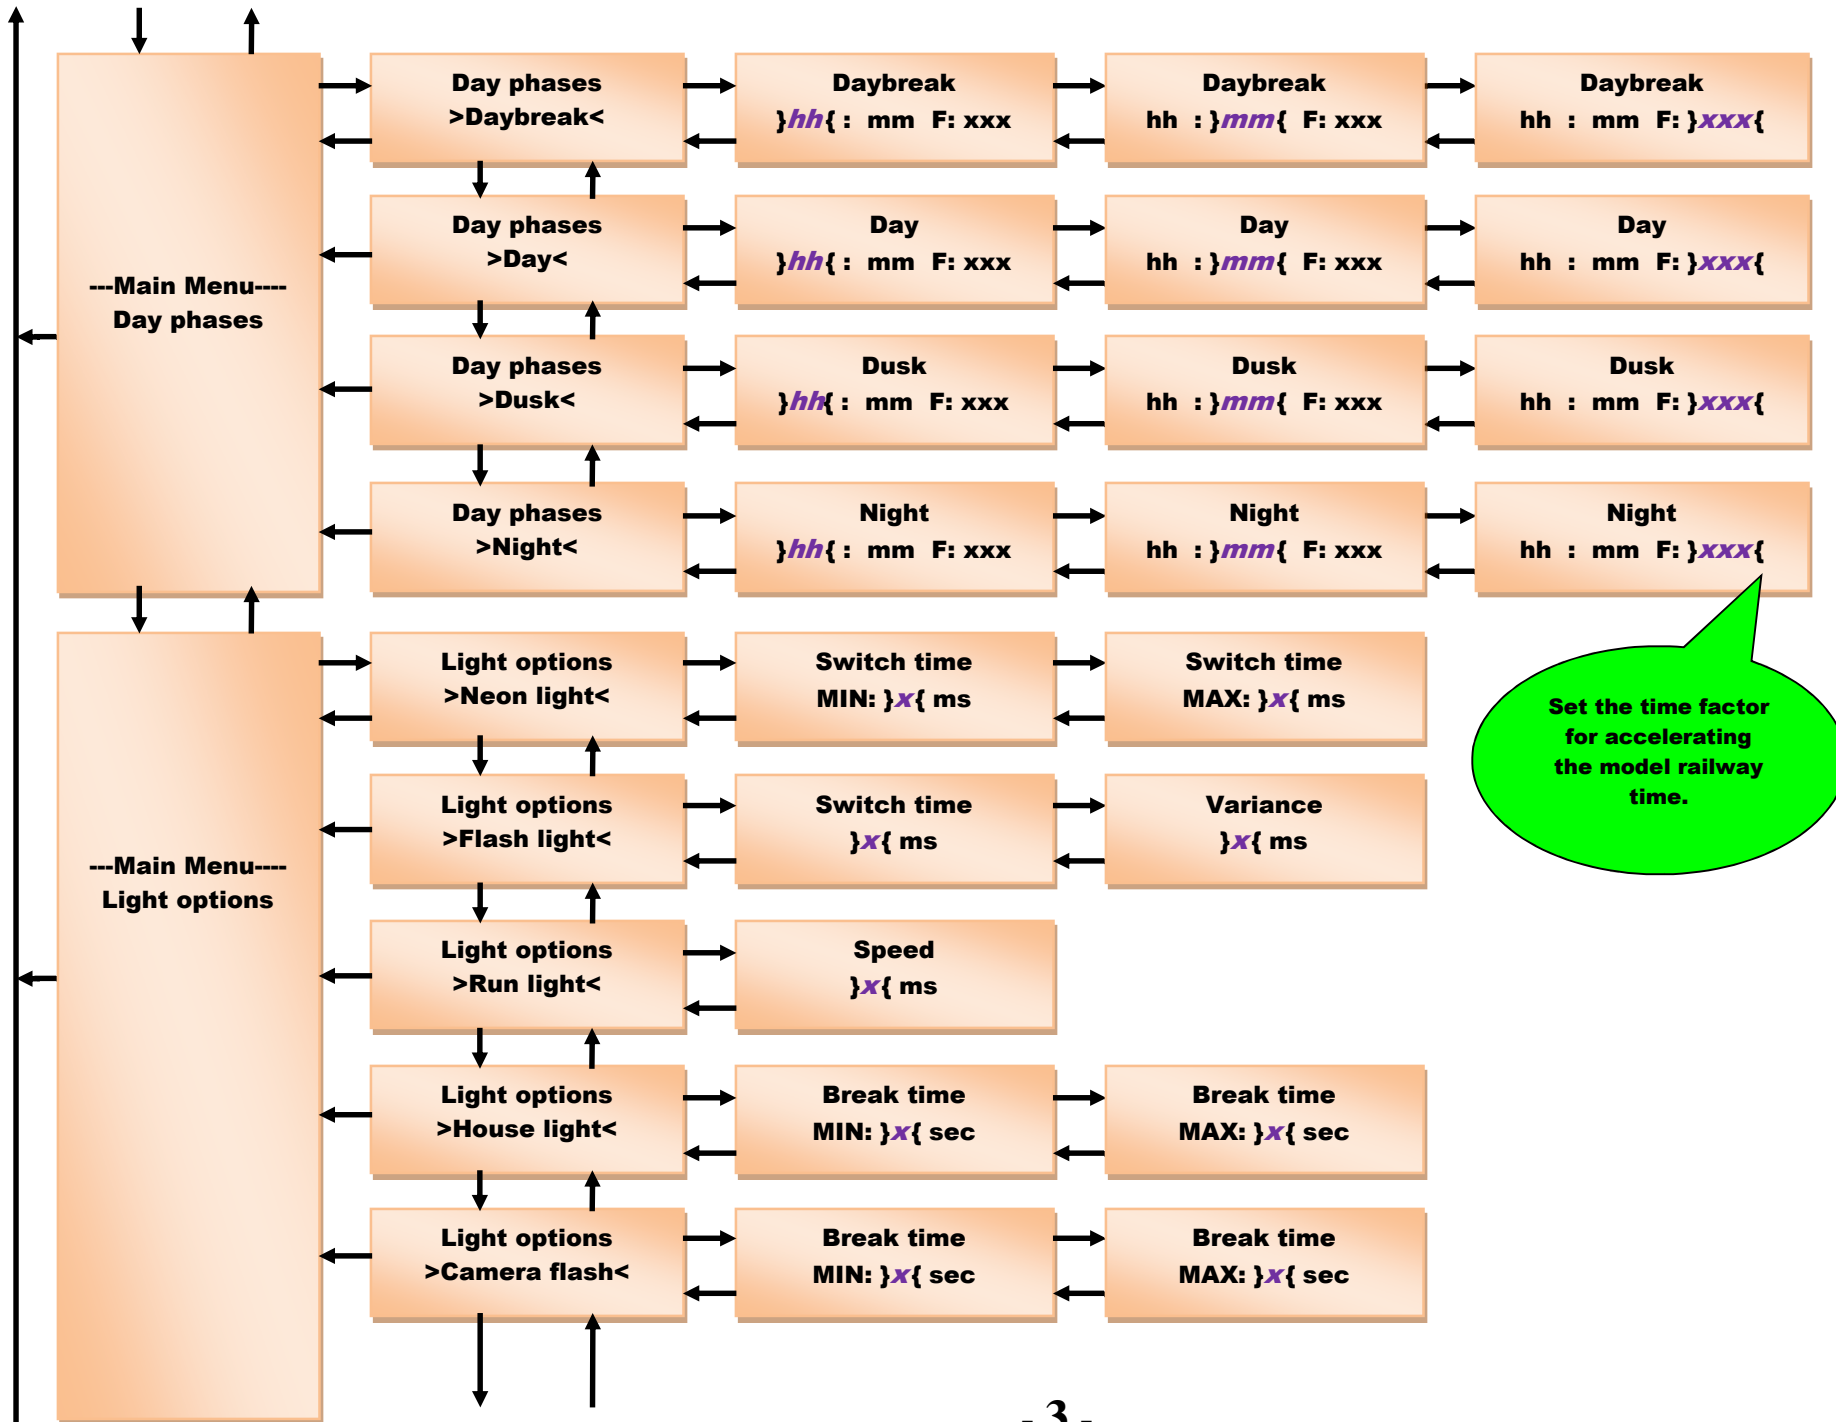 ---Main Menu----
Day phases
Day phases
>Daybreak<
Daybreak
}hh{ :  mm  F: xxx
Daybreak
hh  : }mm{  F: xxx
Daybreak
hh  :  mm  F: }xxx{
Day phases
>Day<
Day
}hh{ :  mm  F: xxx
Day
hh  : }mm{  F: xxx
Day
hh  :  mm  F: }xxx{
Day phases
>Dusk<
Dusk
}hh{ :  mm  F: xxx
Dusk
hh  : }mm{  F: xxx
Dusk
hh  :  mm  F: }xxx{
Day phases
>Night<
Night
}hh{ :  mm  F: xxx
Night
hh  : }mm{  F: xxx
Night
hh  :  mm  F: }xxx{
Set the time factor
for accelerating
the model railway
time.
---Main Menu----
Light options
Light options
>Neon light<
Switch time
MIN: }x{ ms
Switch time
MAX: }x{ ms
Light options
>Flash light<
Switch time
}x{ ms
Variance
}x{ ms
Light options
>Run light<
Speed
}x{ ms
Light options
>House light<
Break time
MIN: }x{ sec
Break time
MAX: }x{ sec
Light options
>Camera flash<
Break time
MIN: }x{ sec
Break time
MAX: }x{ sec
- 3 -